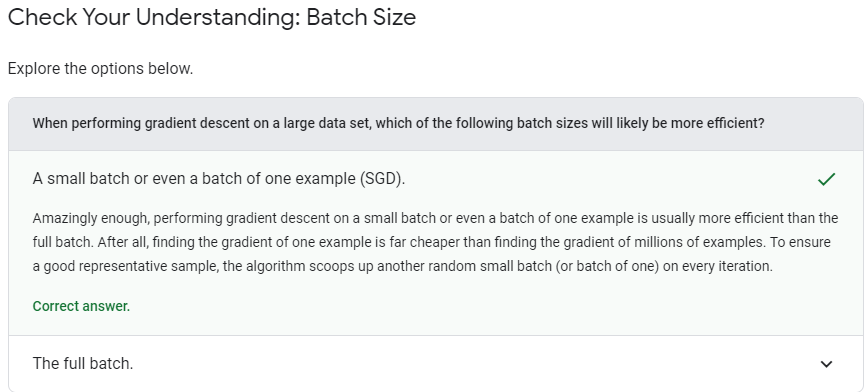 Check Your Understanding: Batch Size
Explore the options below.
When performing gradient descent on a large data set, which of the following batch sizes will likely be more efficient?
A small batch or even a batch of one example (SGD).
Amazingly enough, performing gradient descent on a small batch or even a batch of one example is usually more efficient than the
full batch. After all, finding the gradient of one example is far cheaper than finding the gradient of millions of examples. To ensure
a good representative sample, the algorithm scoops up another random small batch (or batch of one) on every iteration.
Correct answer.
The full batch.